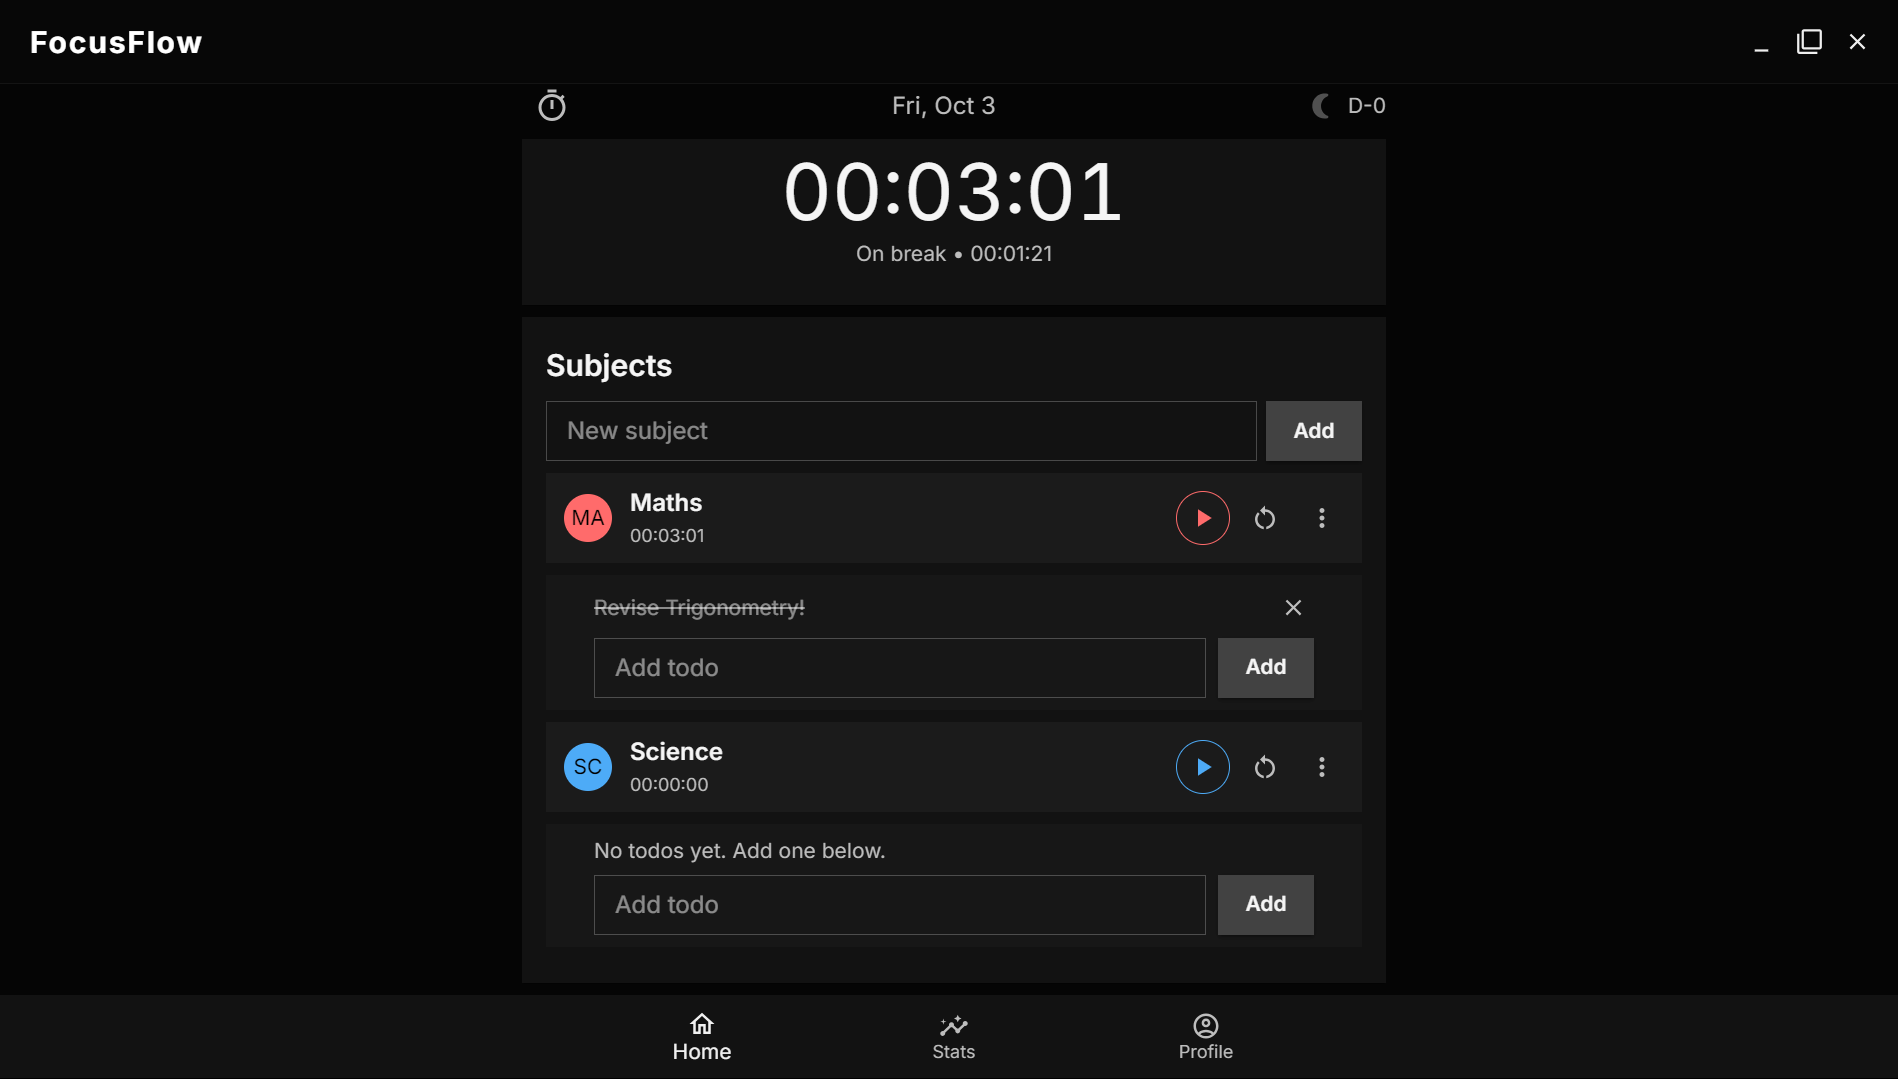 FocusFlow
Fri, Oct 3
D-0
00:03:01
On break • 00:01:21
Subjects
New subject
Add
MA
Maths
00:03:01
Revise Trigonometry!
Add todo
Add
SC
Science
00:00:00
No todos yet. Add one below.
Add todo
Add
Home
Stats
Profile